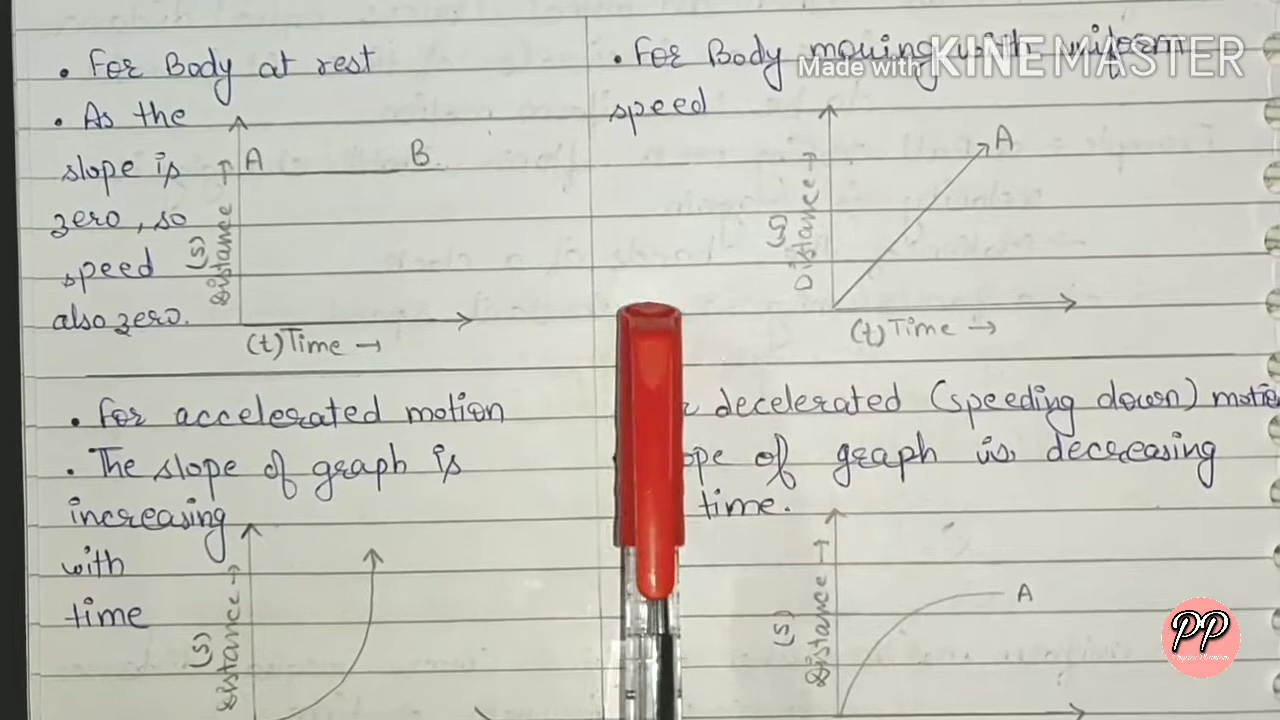 • For Body at rest
• As the
slope is
zero, so
speed
also zero.
A B
(S)
Distance →
(t) Time →
• For Body moving with uniform
speed
A
(S)
Distance →
(t) Time →
• For accelerated motion
• The slope of graph is
increasing
with
time
(S)
Distance →
decelerated (speeding down)
of graph is decreasing
time.
A
(S)
Distance →
Made with KINEMASTER
PP